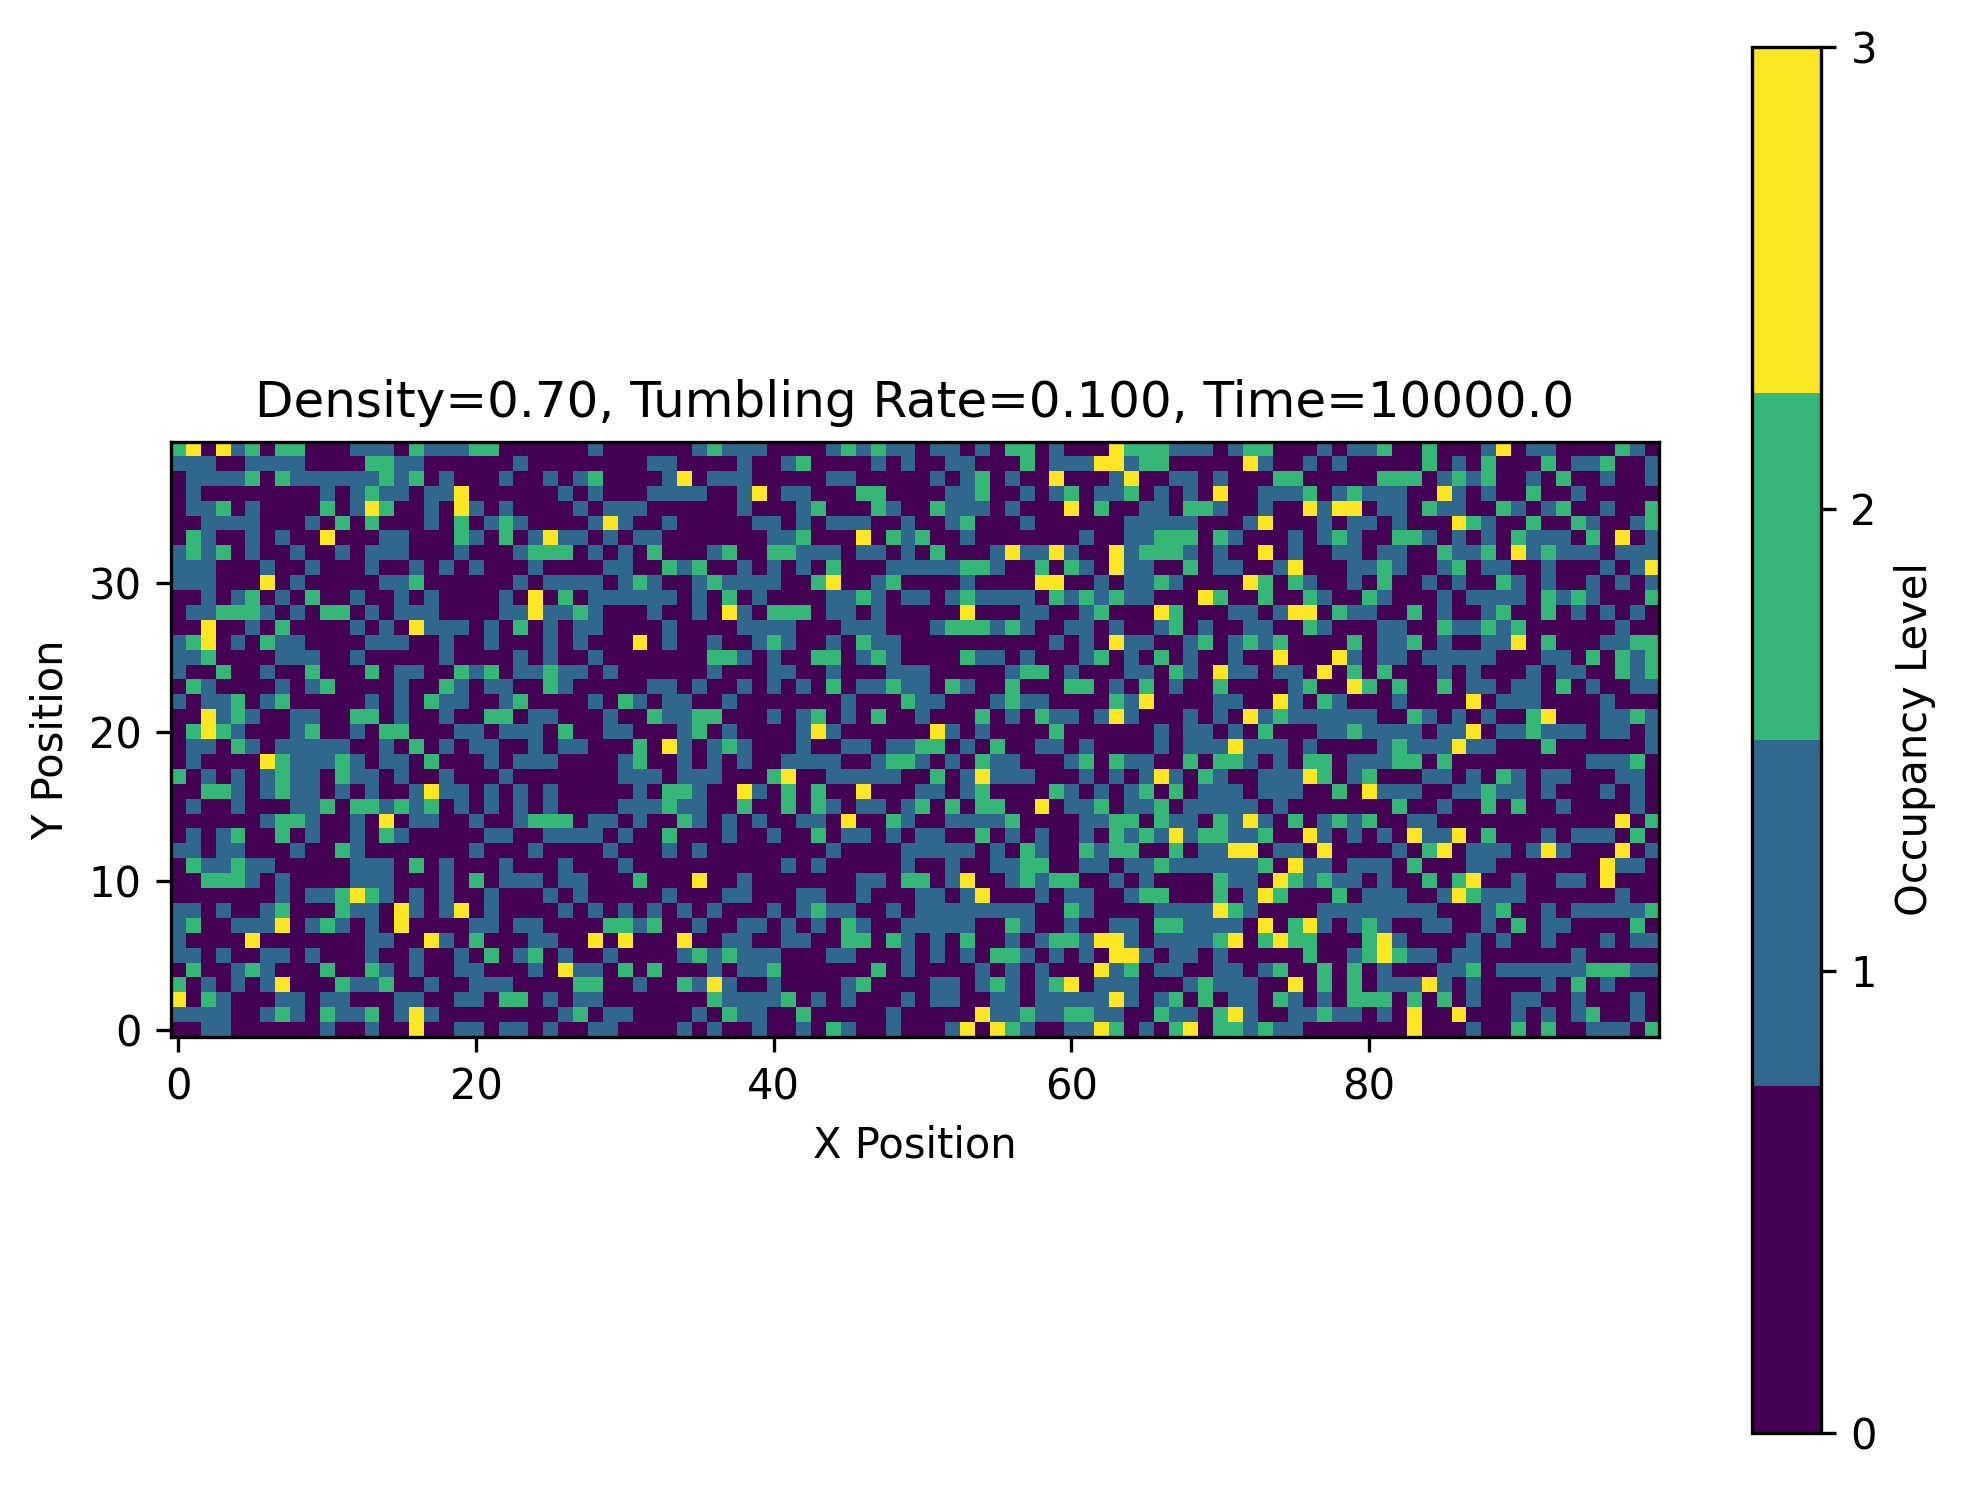 Density=0.70, Tumbling Rate=0.100, Time=10000.0
30
20
10
0
Y Position
0 20 40 60 80
X Position
3
2
1
0
Occupancy Level